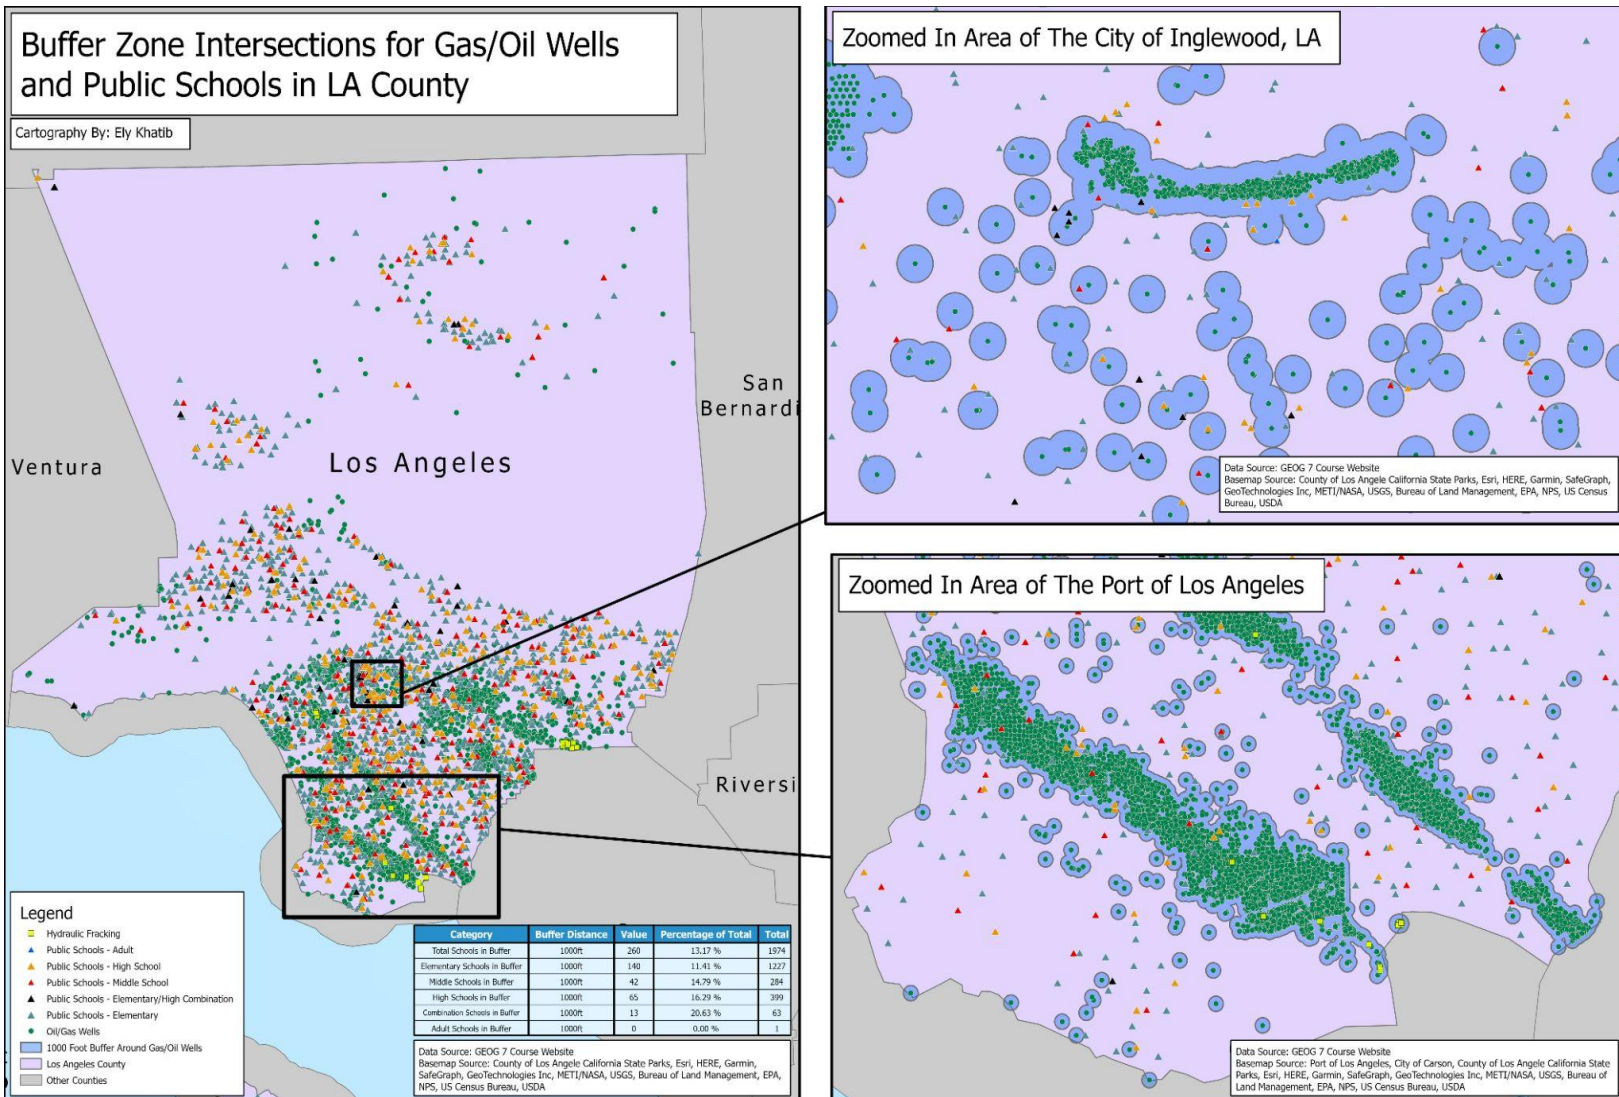 Buffer Zone Intersections for Gas/Oil Wells
and Public Schools in LA County
Cartography By: Ely Khatib
San
Bernardi
Ventura
Los Angeles
Riversi
Legend
Hydraulic Fracking
Public Schools - Adult
Public Schools - High School
Public Schools - Middle School
Public Schools - Elementary/High Combination
Public Schools - Elementary
Oil/Gas Wells
1000 Foot Buffer Around Gas/Oil Wells
Los Angeles County
Other Counties
Category Buffer Distance Value Percentage of Total Total
Total Schools in Buffer 1000ft 260 13.17 % 1974
Elementary Schools in Buffer 1000ft 140 11.41 % 1227
Middle Schools in Buffer 1000ft 42 14.79 % 284
High Schools in Buffer 1000ft 65 16.29 % 399
Combination Schools in Buffer 1000ft 13 20.63 % 63
Adult Schools in Buffer 1000ft 0 0.00 % 1
Data Source: GEOG 7 Course Website
Basemap Source: County of Los Angele California State Parks, Esri, HERE, Garmin,
SafeGraph, GeoTechnologies Inc, METI/NASA, USGS, Bureau of Land Management, EPA,
NPS, US Census Bureau, USDA
Zoomed In Area of The City of Inglewood, LA
Data Source: GEOG 7 Course Website
Basemap Source: County of Los Angele California State Parks, Esri, HERE, Garmin, SafeGraph,
GeoTechnologies Inc, METI/NASA, USGS, Bureau of Land Management, EPA, NPS, US Census
Bureau, USDA
Zoomed In Area of The Port of Los Angeles
Data Source: GEOG 7 Course Website
Basemap Source: Port of Los Angeles, City of Carson, County of Los Angele California State
Parks, Esri, HERE, Garmin, SafeGraph, GeoTechnologies Inc, METI/NASA, USGS, Bureau of
Land Management, EPA, NPS, US Census Bureau, USDA